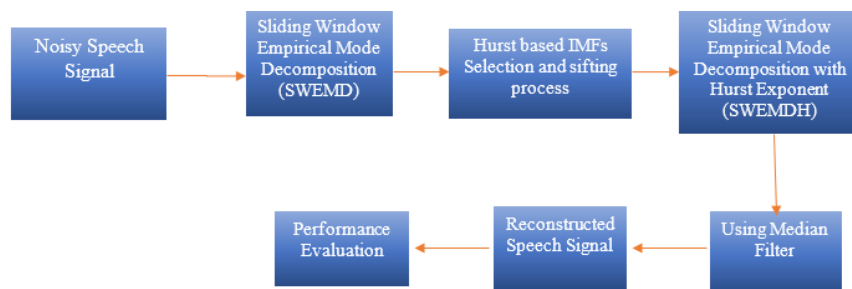 Noisy Speech
Signal
Sliding Window
Empirical Mode
Decomposition
(SWEMD)
Hurst based IMFs
Selection and sifting
process
Sliding Window
Empirical Mode
Decomposition with
Hurst Exponent
(SWEMDH)
Using Median
Filter
Reconstructed
Speech Signal
Performance
Evaluation